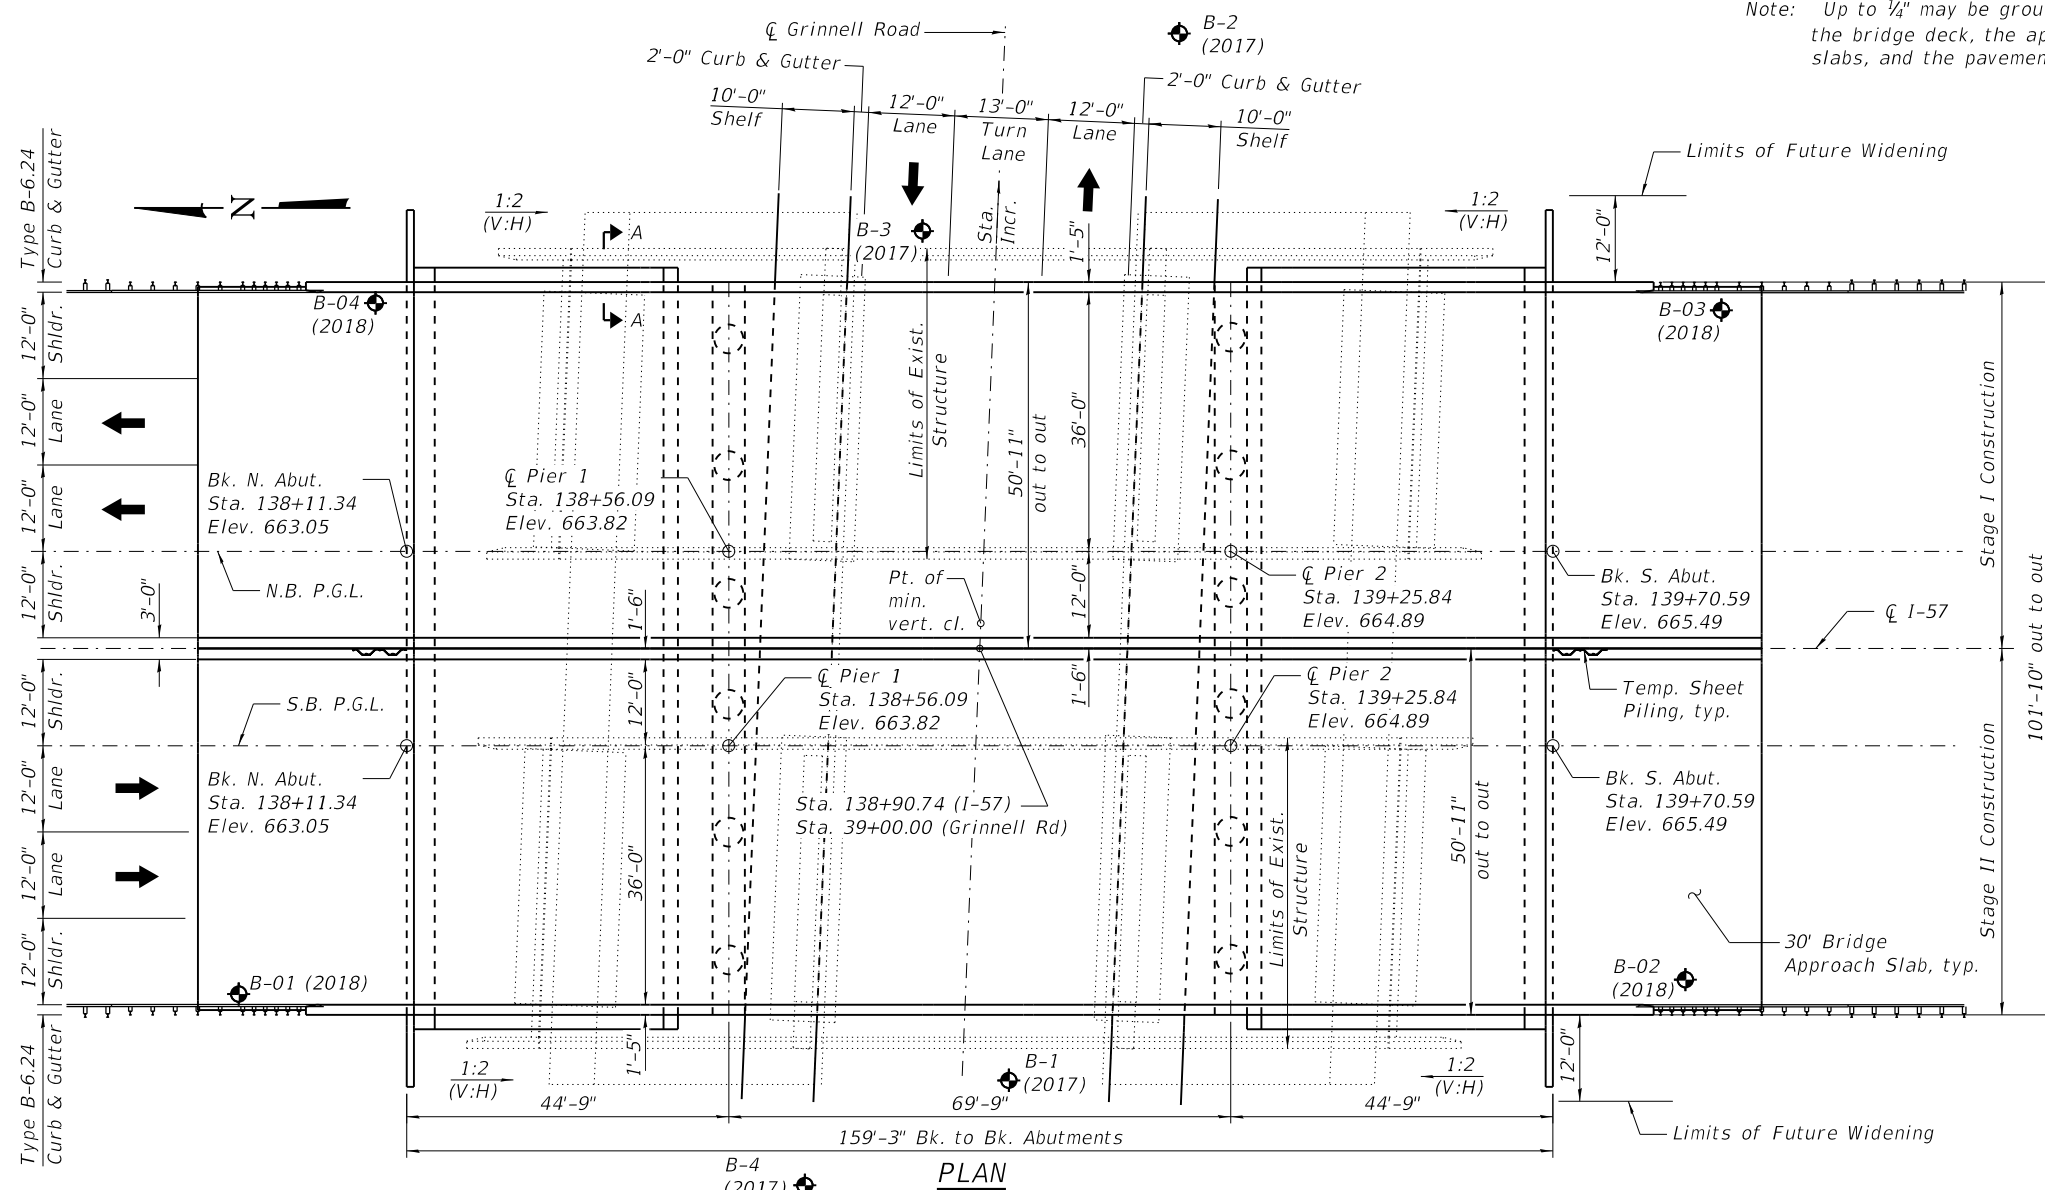 Note: Up to ¼" may be grou
the bridge deck, the ap
slabs, and the pavemen
℄ Grinnell Road
B-2
(2017)
2'-0" Curb & Gutter
2'-0" Curb & Gutter
10'-0"
Shelf
12'-0"
Lane
13'-0"
Turn
Lane
12'-0"
Lane
10'-0"
Shelf
Type B-6.24
Curb & Gutter
N
1:2
(V:H)
A
A
B-3
(2017)
Sta.
Incr.
1'-5"
1:2
(V:H)
Limits of Future Widening
12'-0"
B-04
(2018)
B-03
(2018)
12'-0"
Shldr.
12'-0"
Lane
12'-0"
Lane
12'-0"
Shldr.
3'-0"
Limits of Exist.
Structure
50'-11"
out to out
36'-0"
Stage I Construction
Bk. N. Abut.
Sta. 138+11.34
Elev. 663.05
℄ Pier 1
Sta. 138+56.09
Elev. 663.82
N.B. P.G.L.
1'-6"
Pt. of
min.
vert. cl.
12'-0"
℄ Pier 2
Sta. 139+25.84
Elev. 664.89
Bk. S. Abut.
Sta. 139+70.59
Elev. 665.49
℄ I-57
101'-10" out to out
12'-0"
Shldr.
12'-0"
Lane
12'-0"
Lane
12'-0"
Shldr.
S.B. P.G.L.
12'-0"
℄ Pier 1
Sta. 138+56.09
Elev. 663.82
1'-6"
℄ Pier 2
Sta. 139+25.84
Elev. 664.89
Temp. Sheet
Piling, typ.
Bk. N. Abut.
Sta. 138+11.34
Elev. 663.05
Sta. 138+90.74 (I-57)
Sta. 39+00.00 (Grinnell Rd)
Bk. S. Abut.
Sta. 139+70.59
Elev. 665.49
36'-0"
Limits of Exist.
Structure
50'-11"
out to out
Stage II Construction
30' Bridge
Approach Slab, typ.
B-01 (2018)
B-02
(2018)
Type B-6.24
Curb & Gutter
1:2
(V:H)
1'-5"
B-1
(2017)
1:2
(V:H)
12'-0"
44'-9"
69'-9"
44'-9"
159'-3" Bk. to Bk. Abutments
Limits of Future Widening
B-4
(2017)
PLAN